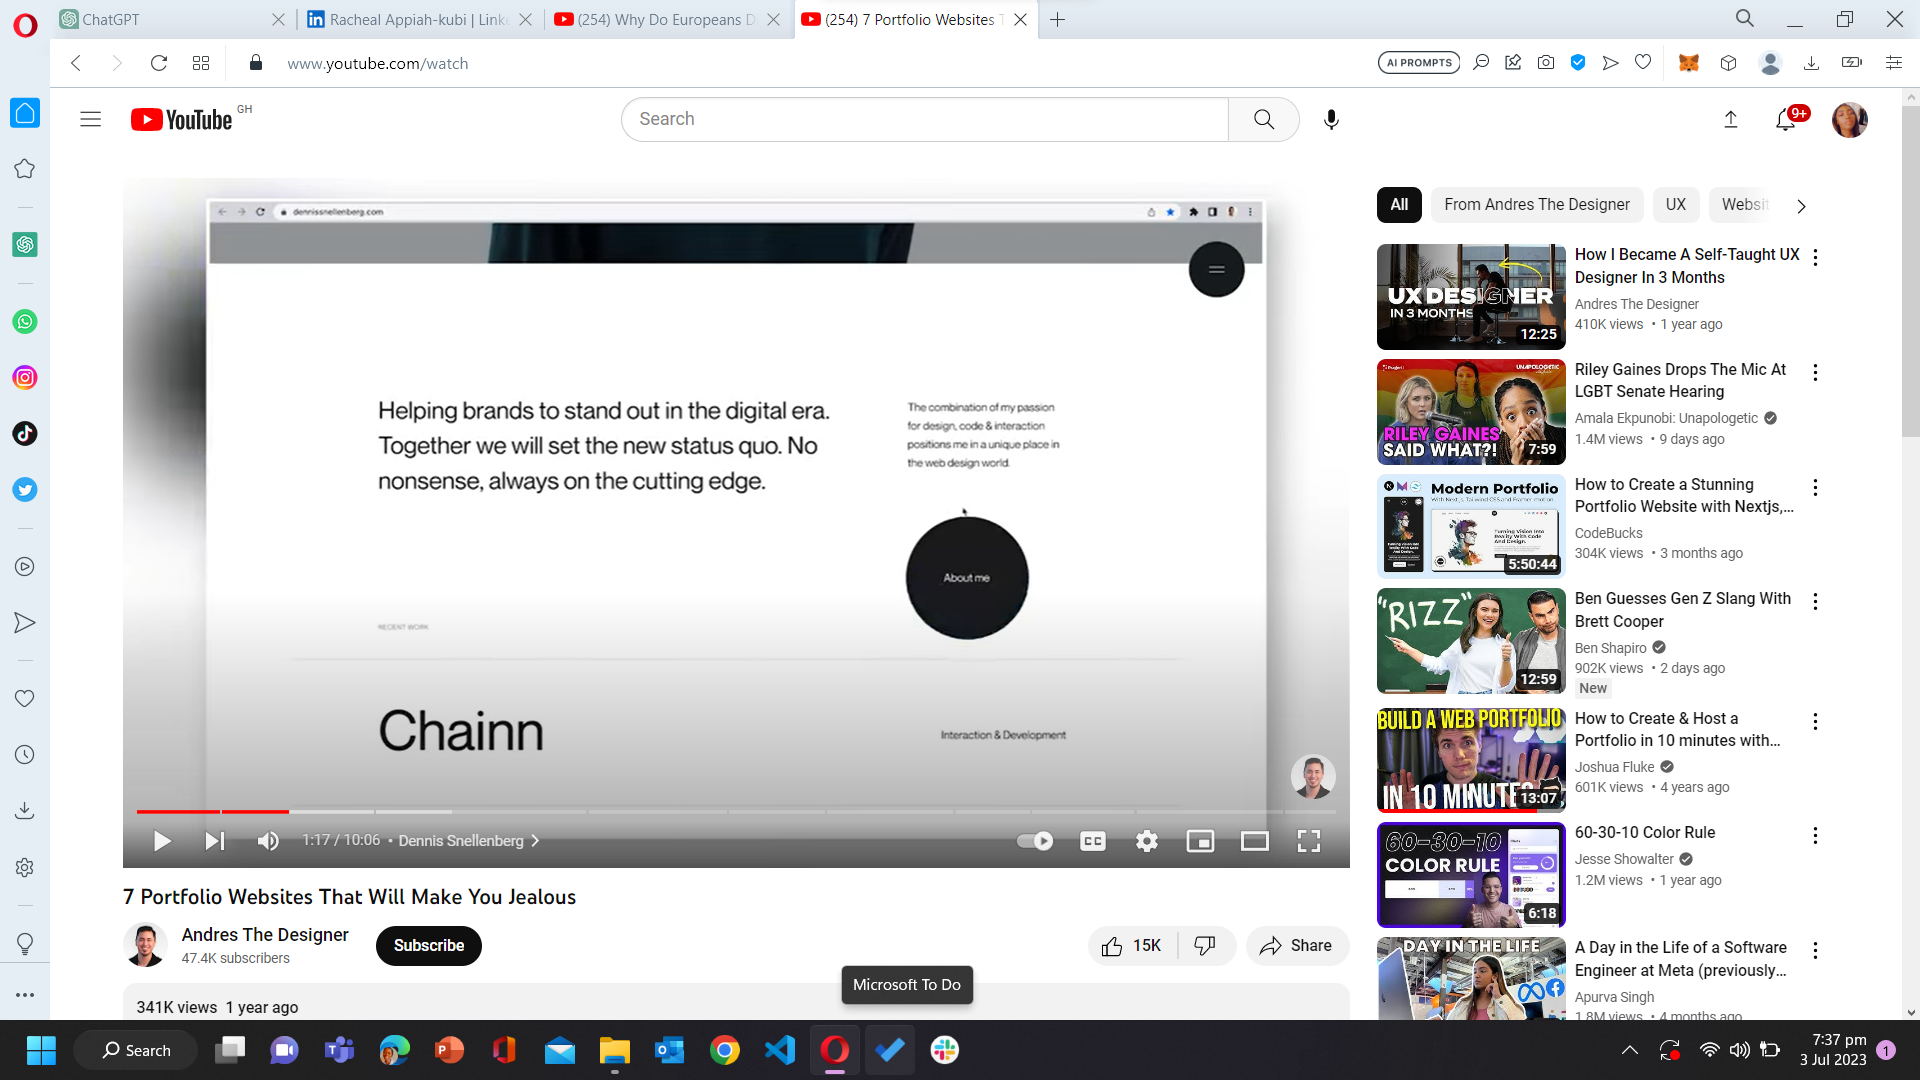 ChatGPT
Racheal Appiah-kubi | Linke
(254) Why Do Europeans D
(254) 7 Portfolio Websites T
www.youtube.com/watch
AI PROMPTS
YouTube GH
Search
9+
dennissnellenberg.com
Helping brands to stand out in the digital era.
Together we will set the new status quo. No
nonsense, always on the cutting edge.
The combination of my passion
for design, code & interaction
positions me in a unique place in
the web design world.
About me
RECENT WORK
Chainn
Interaction & Development
1:17 / 10:06 • Dennis Snellenberg
CC
7 Portfolio Websites That Will Make You Jealous
Andres The Designer
47.4K subscribers
Subscribe
15K
Share
341K views 1 year ago
Microsoft To Do
All
From Andres The Designer
UX
Websit
UX DESIGNER
IN 3 MONTHS
12:25
How I Became A Self-Taught UX
Designer In 3 Months
Andres The Designer
410K views • 1 year ago
UNAPOLOGETIC
RILEY GAINES
SAID WHAT?!
7:59
Riley Gaines Drops The Mic At
LGBT Senate Hearing
Amala Ekpunobi: Unapologetic
1.4M views • 9 days ago
Modern Portfolio
Turning Vision Into
Reality With Code
And Design.
5:50:44
How to Create a Stunning
Portfolio Website with Nextjs,...
CodeBucks
304K views • 3 months ago
"RIZZ"
12:59
Ben Guesses Gen Z Slang With
Brett Cooper
Ben Shapiro
902K views • 2 days ago
New
BUILD A WEB PORTFOLIO
IN 10 MINUTES
13:07
How to Create & Host a
Portfolio in 10 minutes with...
Joshua Fluke
601K views • 4 years ago
60-30-10
COLOR RULE
6:18
60-30-10 Color Rule
Jesse Showalter
1.2M views • 1 year ago
DAY IN THE LIFE
A Day in the Life of a Software
Engineer at Meta (previously...
Apurva Singh
1.8M views • 4 months ago
Search
7:37 pm
3 Jul 2023
1